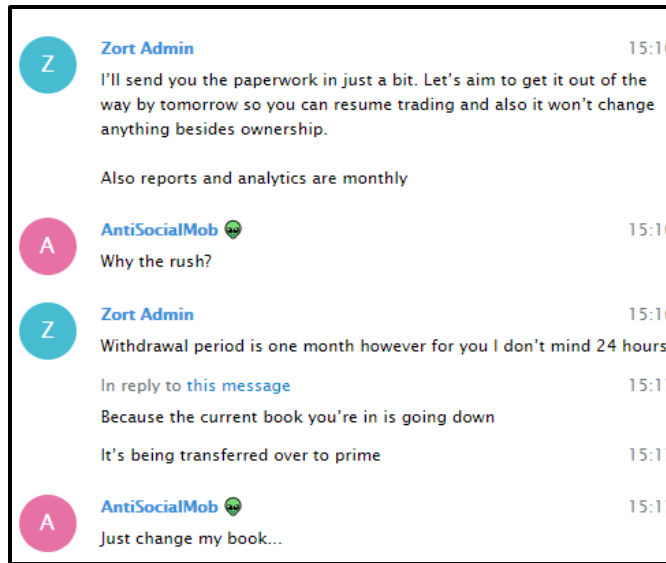 Z
Zort Admin 15:10
I'll send you the paperwork in just a bit. Let's aim to get it out of the
way by tomorrow so you can resume trading and also it won't change
anything besides ownership.
Also reports and analytics are monthly
A
AntiSocialMob 👽 15:10
Why the rush?
Z
Zort Admin 15:10
Withdrawal period is one month however for you I don't mind 24 hours
In reply to this message 15:1
Because the current book you're in is going down
It's being transferred over to prime 15:1
A
AntiSocialMob 👽 15:1
Just change my book...